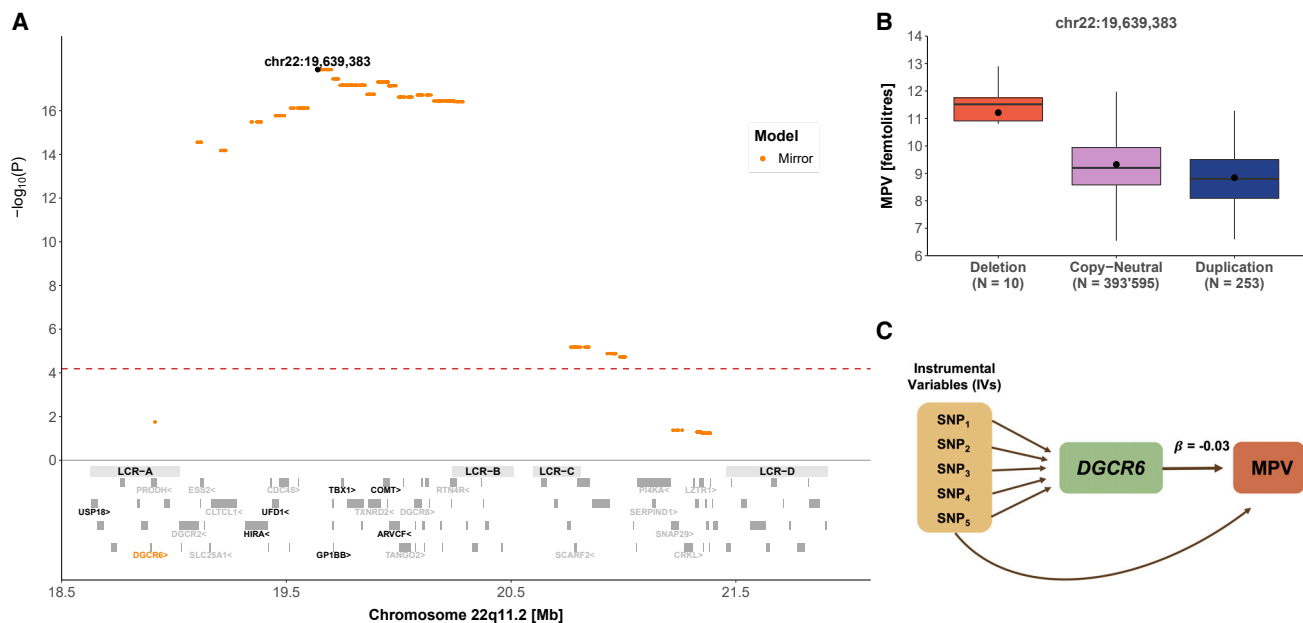 A
chr22:19,639,383
−log10(P)
16
14
16
12
10
8
6
4
2
0
Model
Mirror
LCR−A
LCR−B
LCR−C
LCR−D
PRODH<
ESS2<
CDC45>
TBX1>
COMT>
RTN4R<
PI4KA<
LZTR1>
USP18>
CLTCL1<
UFD1<
TXNRD2<
DGCR8>
SERPIND1>
DGCR2<
HIRA<
ARVCF<
SNAP29>
DGCR6>
SLC25A1<
GP1BB>
TANGO2>
SCARF2<
CRKL>
18.5
19.5
20.5
21.5
Chromosome 22q11.2 [Mb]
B
chr22:19,639,383
MPV [femtolitres]
14
13
12
11
10
9
8
7
6
Deletion
(N = 10)
Copy−Neutral
(N = 393'595)
Duplication
(N = 253)
C
Instrumental
Variables (IVs)
SNP1
SNP2
SNP3
SNP4
SNP5
DGCR6
β = -0.03
MPV